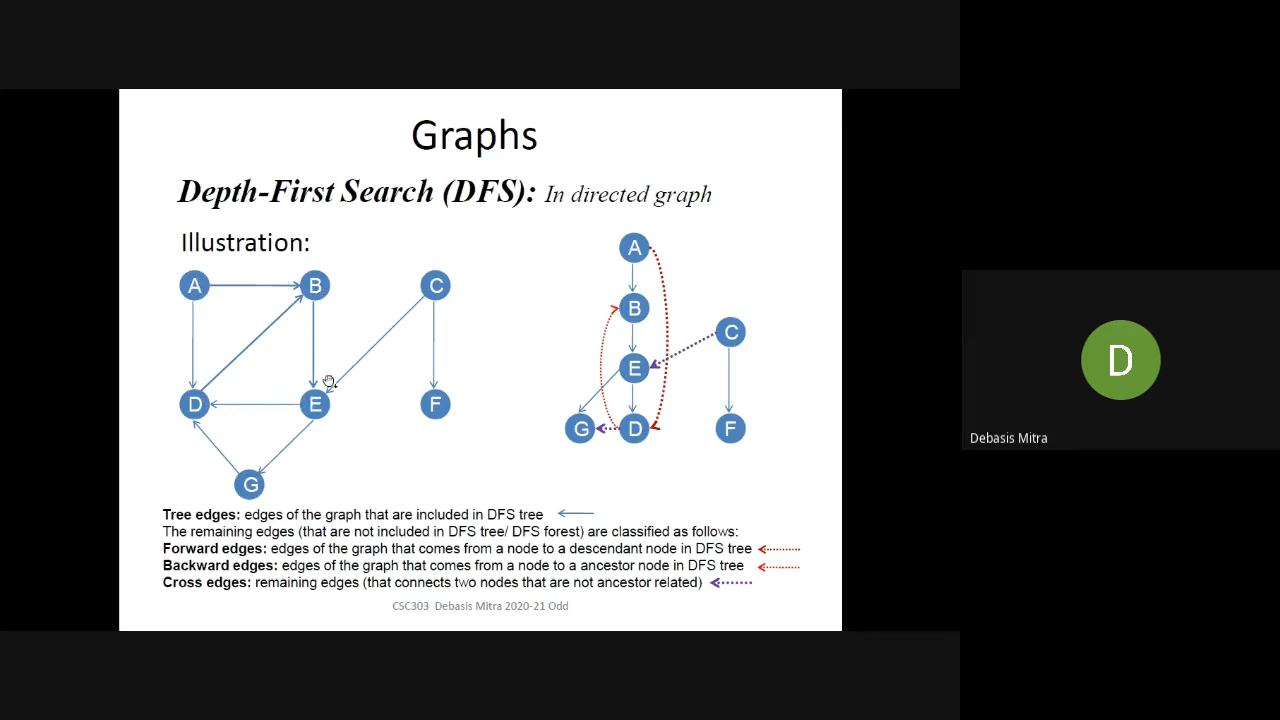 Graphs
Depth-First Search (DFS): In directed graph
Illustration:
A B C
D E F
G
A
B
C
E
G D F
D
Debasis Mitra
Tree edges: edges of the graph that are included in DFS tree
The remaining edges (that are not included in DFS tree/ DFS forest) are classified as follows:
Forward edges: edges of the graph that comes from a node to a descendant node in DFS tree
Backward edges: edges of the graph that comes from a node to a ancestor node in DFS tree
Cross edges: remaining edges (that connects two nodes that are not ancestor related)
CSC303 Debasis Mitra 2020-21 Odd